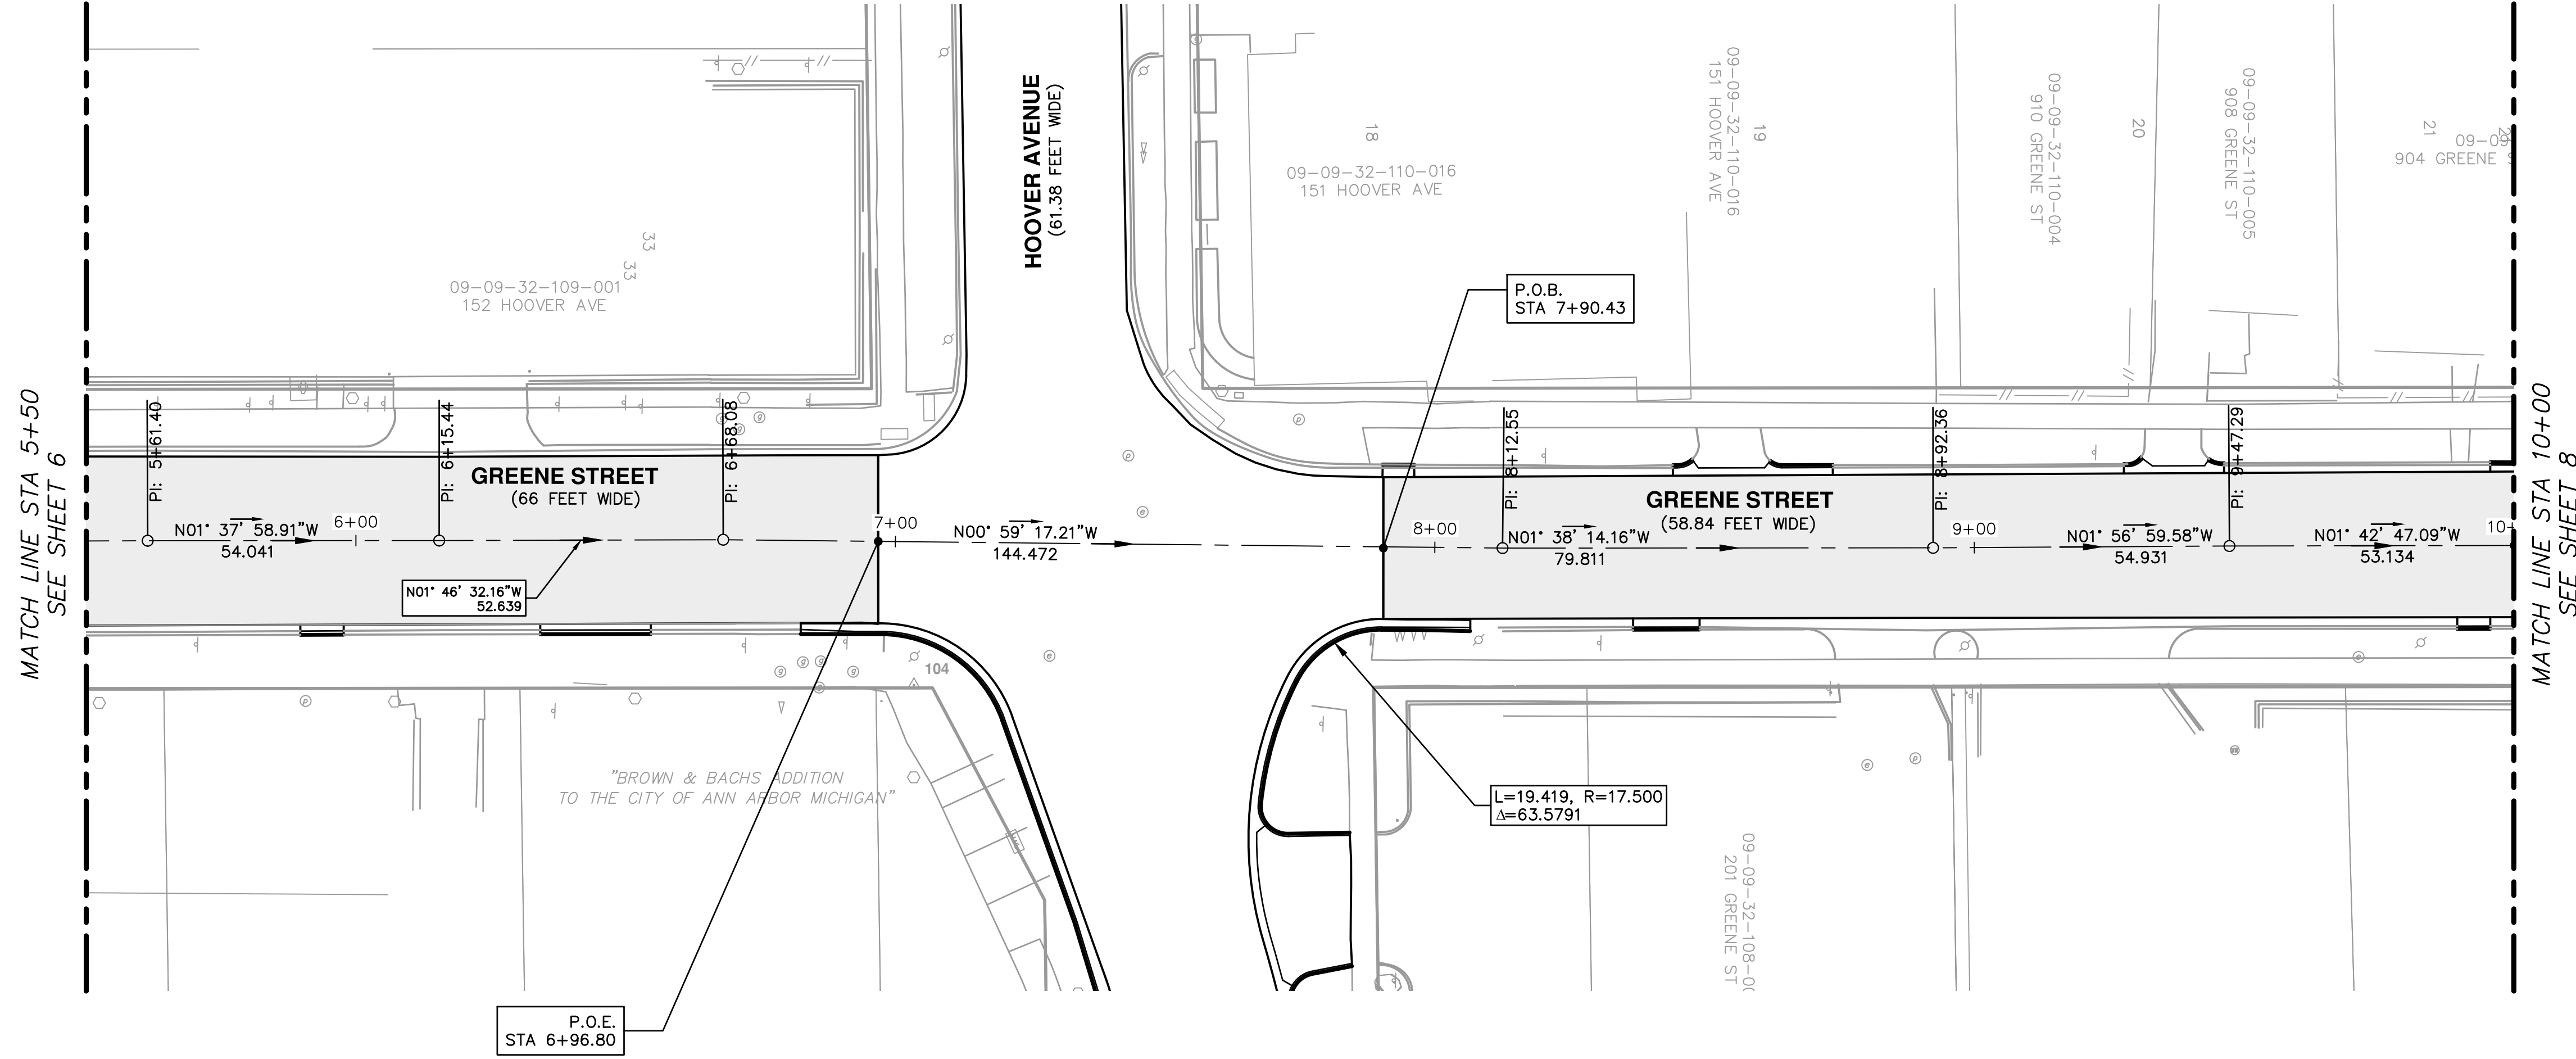 MATCH LINE STA 5+50
SEE SHEET 6
09-09-32-109-001
152 HOOVER AVE
33
33
HOOVER AVENUE
(61.38 FEET WIDE)
18
09-09-32-110-016
151 HOOVER AVE
09-09-32-110-016
151 HOOVER AVE
19
09-09-32-110-004
910 GREENE ST
20
09-09-32-110-005
908 GREENE ST
21
09-09
904 GREENE
P.O.B.
STA 7+90.43
PI: 5+61.40
PI: 6+15.44
PI: 6+68.08
PI: 8+12.55
PI: 8+92.36
PI: 9+47.29
GREENE STREET
(66 FEET WIDE)
GREENE STREET
(58.84 FEET WIDE)
N01° 37' 58.91"W
54.041
6+00
7+00
N00° 59' 17.21"W
144.472
8+00
N01° 38' 14.16"W
79.811
9+00
N01° 56' 59.58"W
54.931
N01° 42' 47.09"W
53.134
10
N01° 46' 32.16"W
52.639
104
"BROWN & BACHS ADDITION
TO THE CITY OF ANN ARBOR MICHIGAN"
L=19.419, R=17.500
Δ=63.5791
09-09-32-108-0
201 GREENE ST
P.O.E.
STA 6+96.80
MATCH LINE STA 10+00
SEE SHEET 8